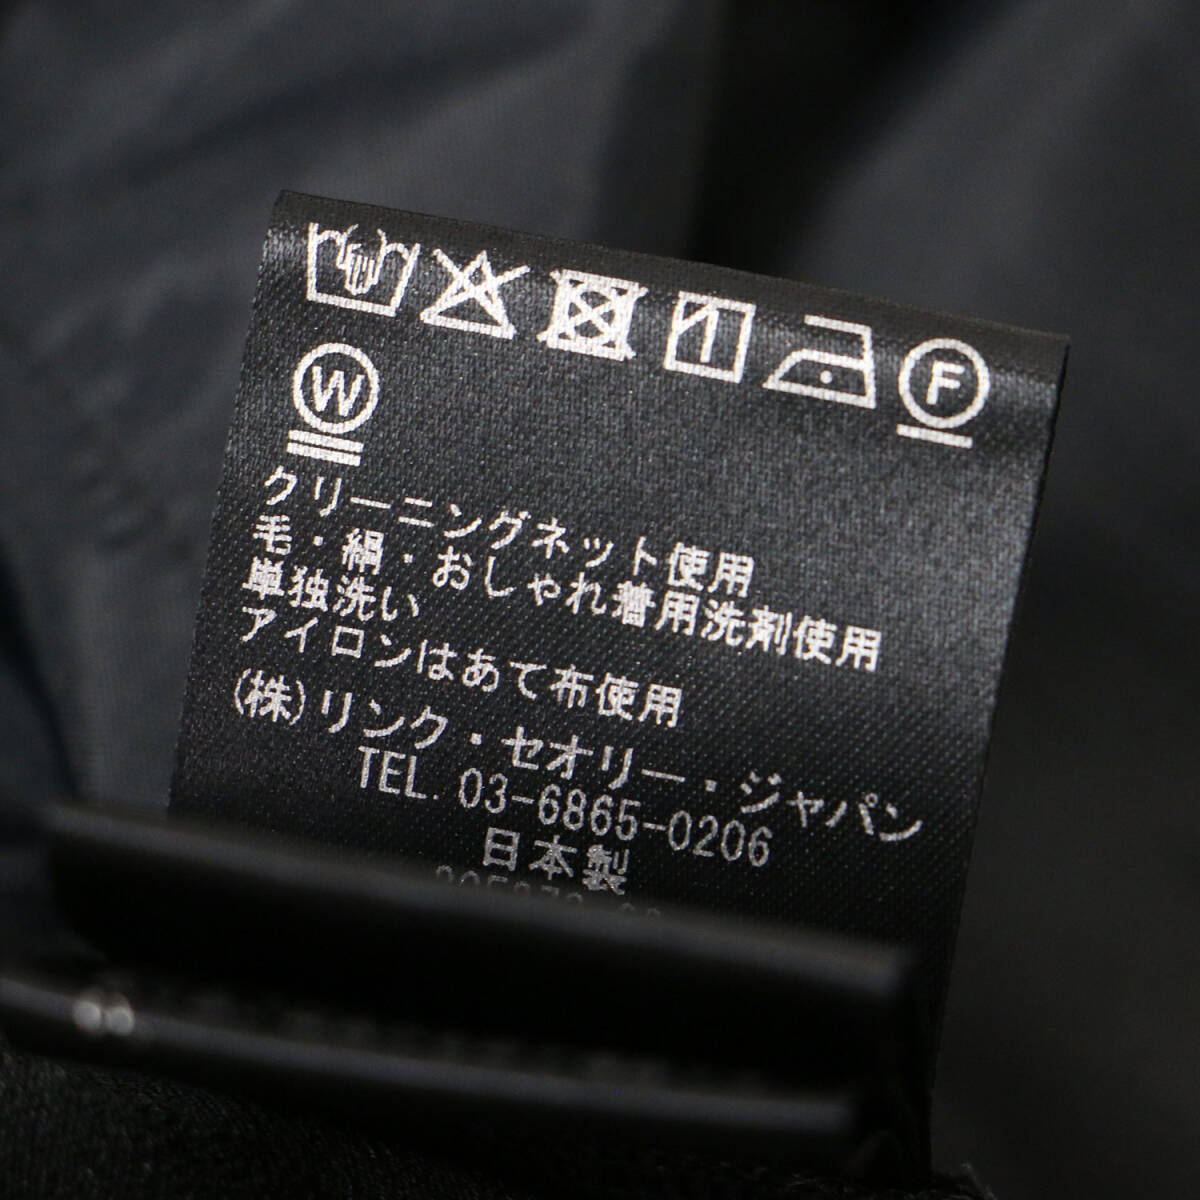 F
W
クリーニングネット使用
毛・絹・おしゃれ着用洗剤使用
単独洗い
アイロンはあて布使用
(株)リンク・セオリー・ジャパン
TEL. 03-6865-0206
日本製